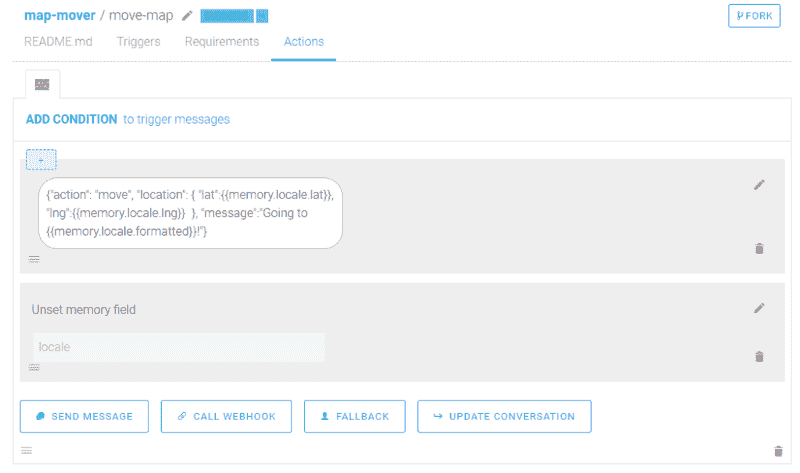 map-mover / move-map
FORK
README.md Triggers Requirements Actions
ADD CONDITION to trigger messages
+
{"action": "move", "location": { "lat":{{memory.locale.lat}},
"lng":{{memory.locale.lng}} }, "message":"Going to
{{memory.locale.formatted}}!"}
Unset memory field
locale
SEND MESSAGE CALL WEBHOOK FALLBACK UPDATE CONVERSATION